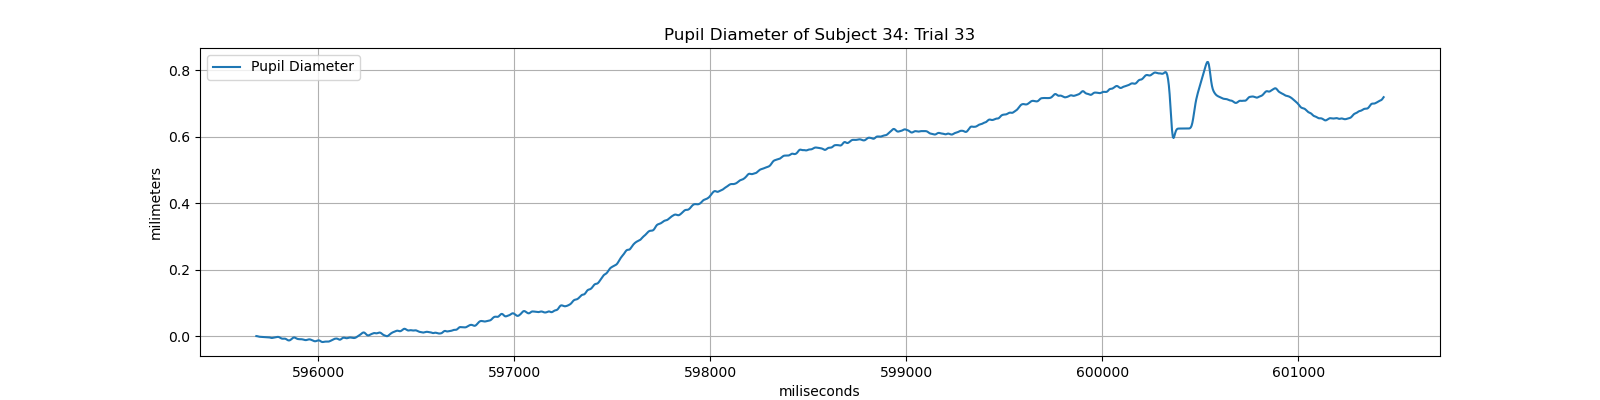 Pupil Diameter of Subject 34: Trial 33
Pupil Diameter
0.8
0.6
0.4
0.2
0.0
milimeters
596000 597000 598000 599000 600000 601000
miliseconds